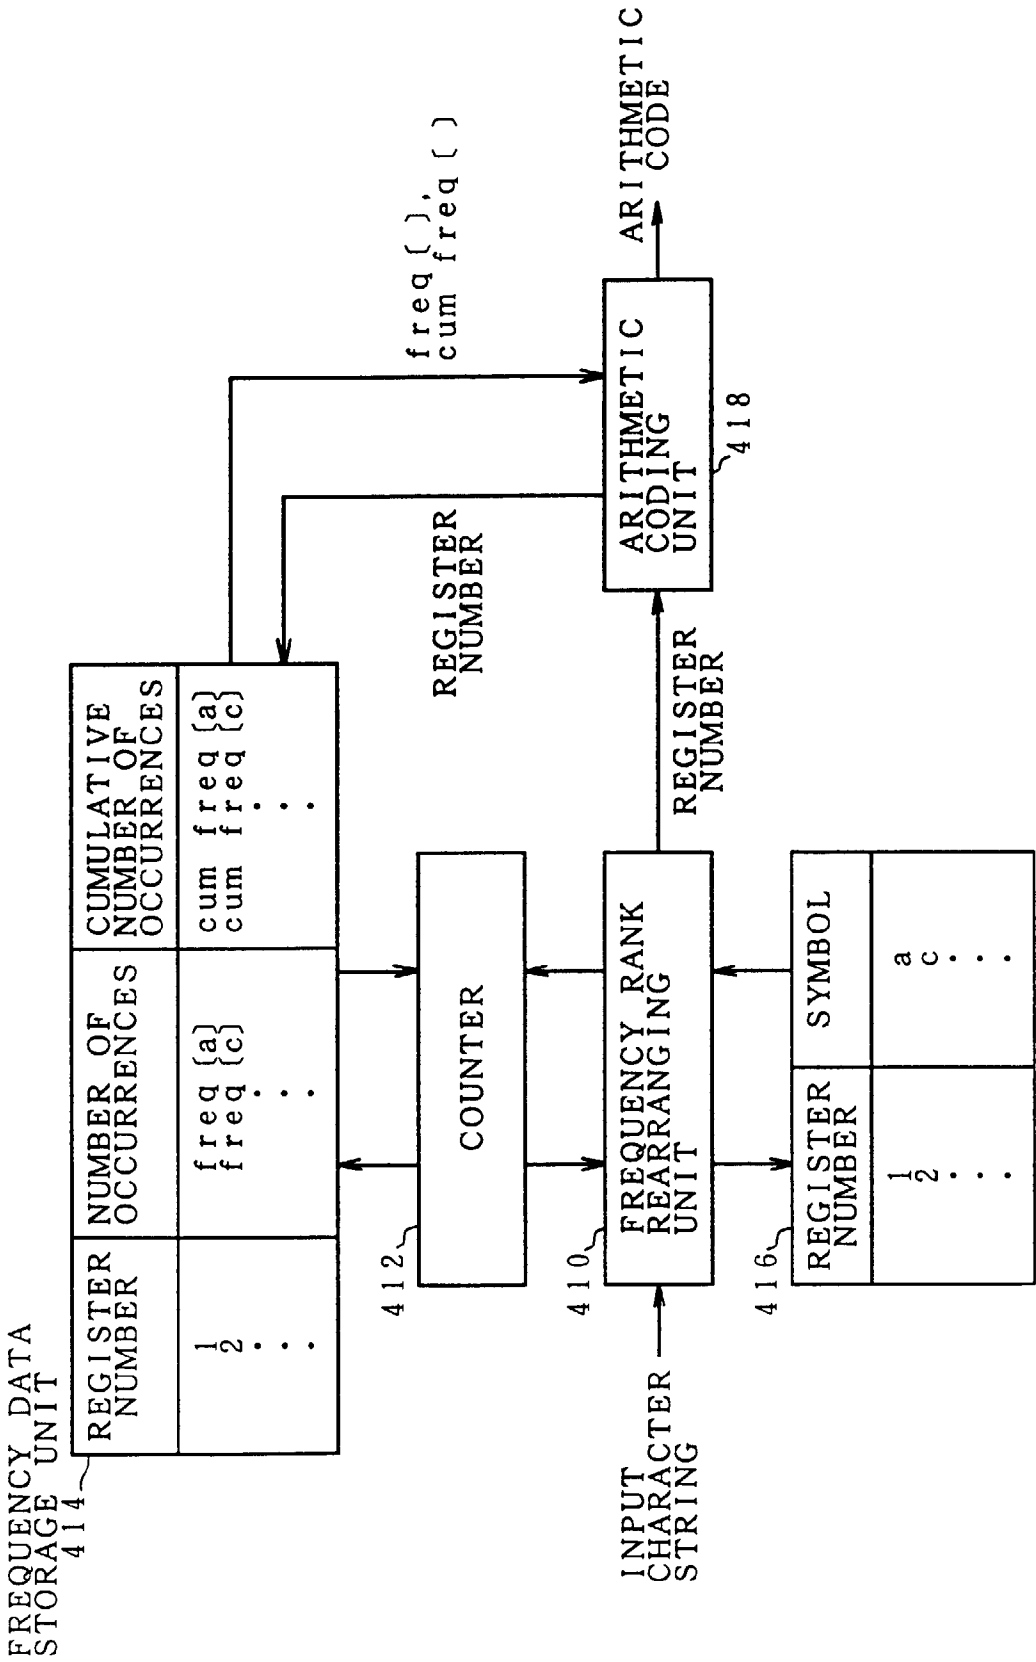 FREQUENCY DATA
STORAGE UNIT
414
REGISTER
NUMBER
NUMBER OF
OCCURRENCES
CUMULATIVE
NUMBER OF
OCCURRENCES
1
2
freq [a]
freq [c]
cum freq [a]
cum freq [c]
freq [ ],
cum freq [ ]
REGISTER
NUMBER
412
COUNTER
INPUT
CHARACTER
STRING
410
FREQUENCY RANK
REARRANGING
UNIT
REGISTER
NUMBER
ARITHMETIC
CODING
UNIT
418
ARITHMETIC
CODE
416
REGISTER
NUMBER
SYMBOL
1
2
a
c